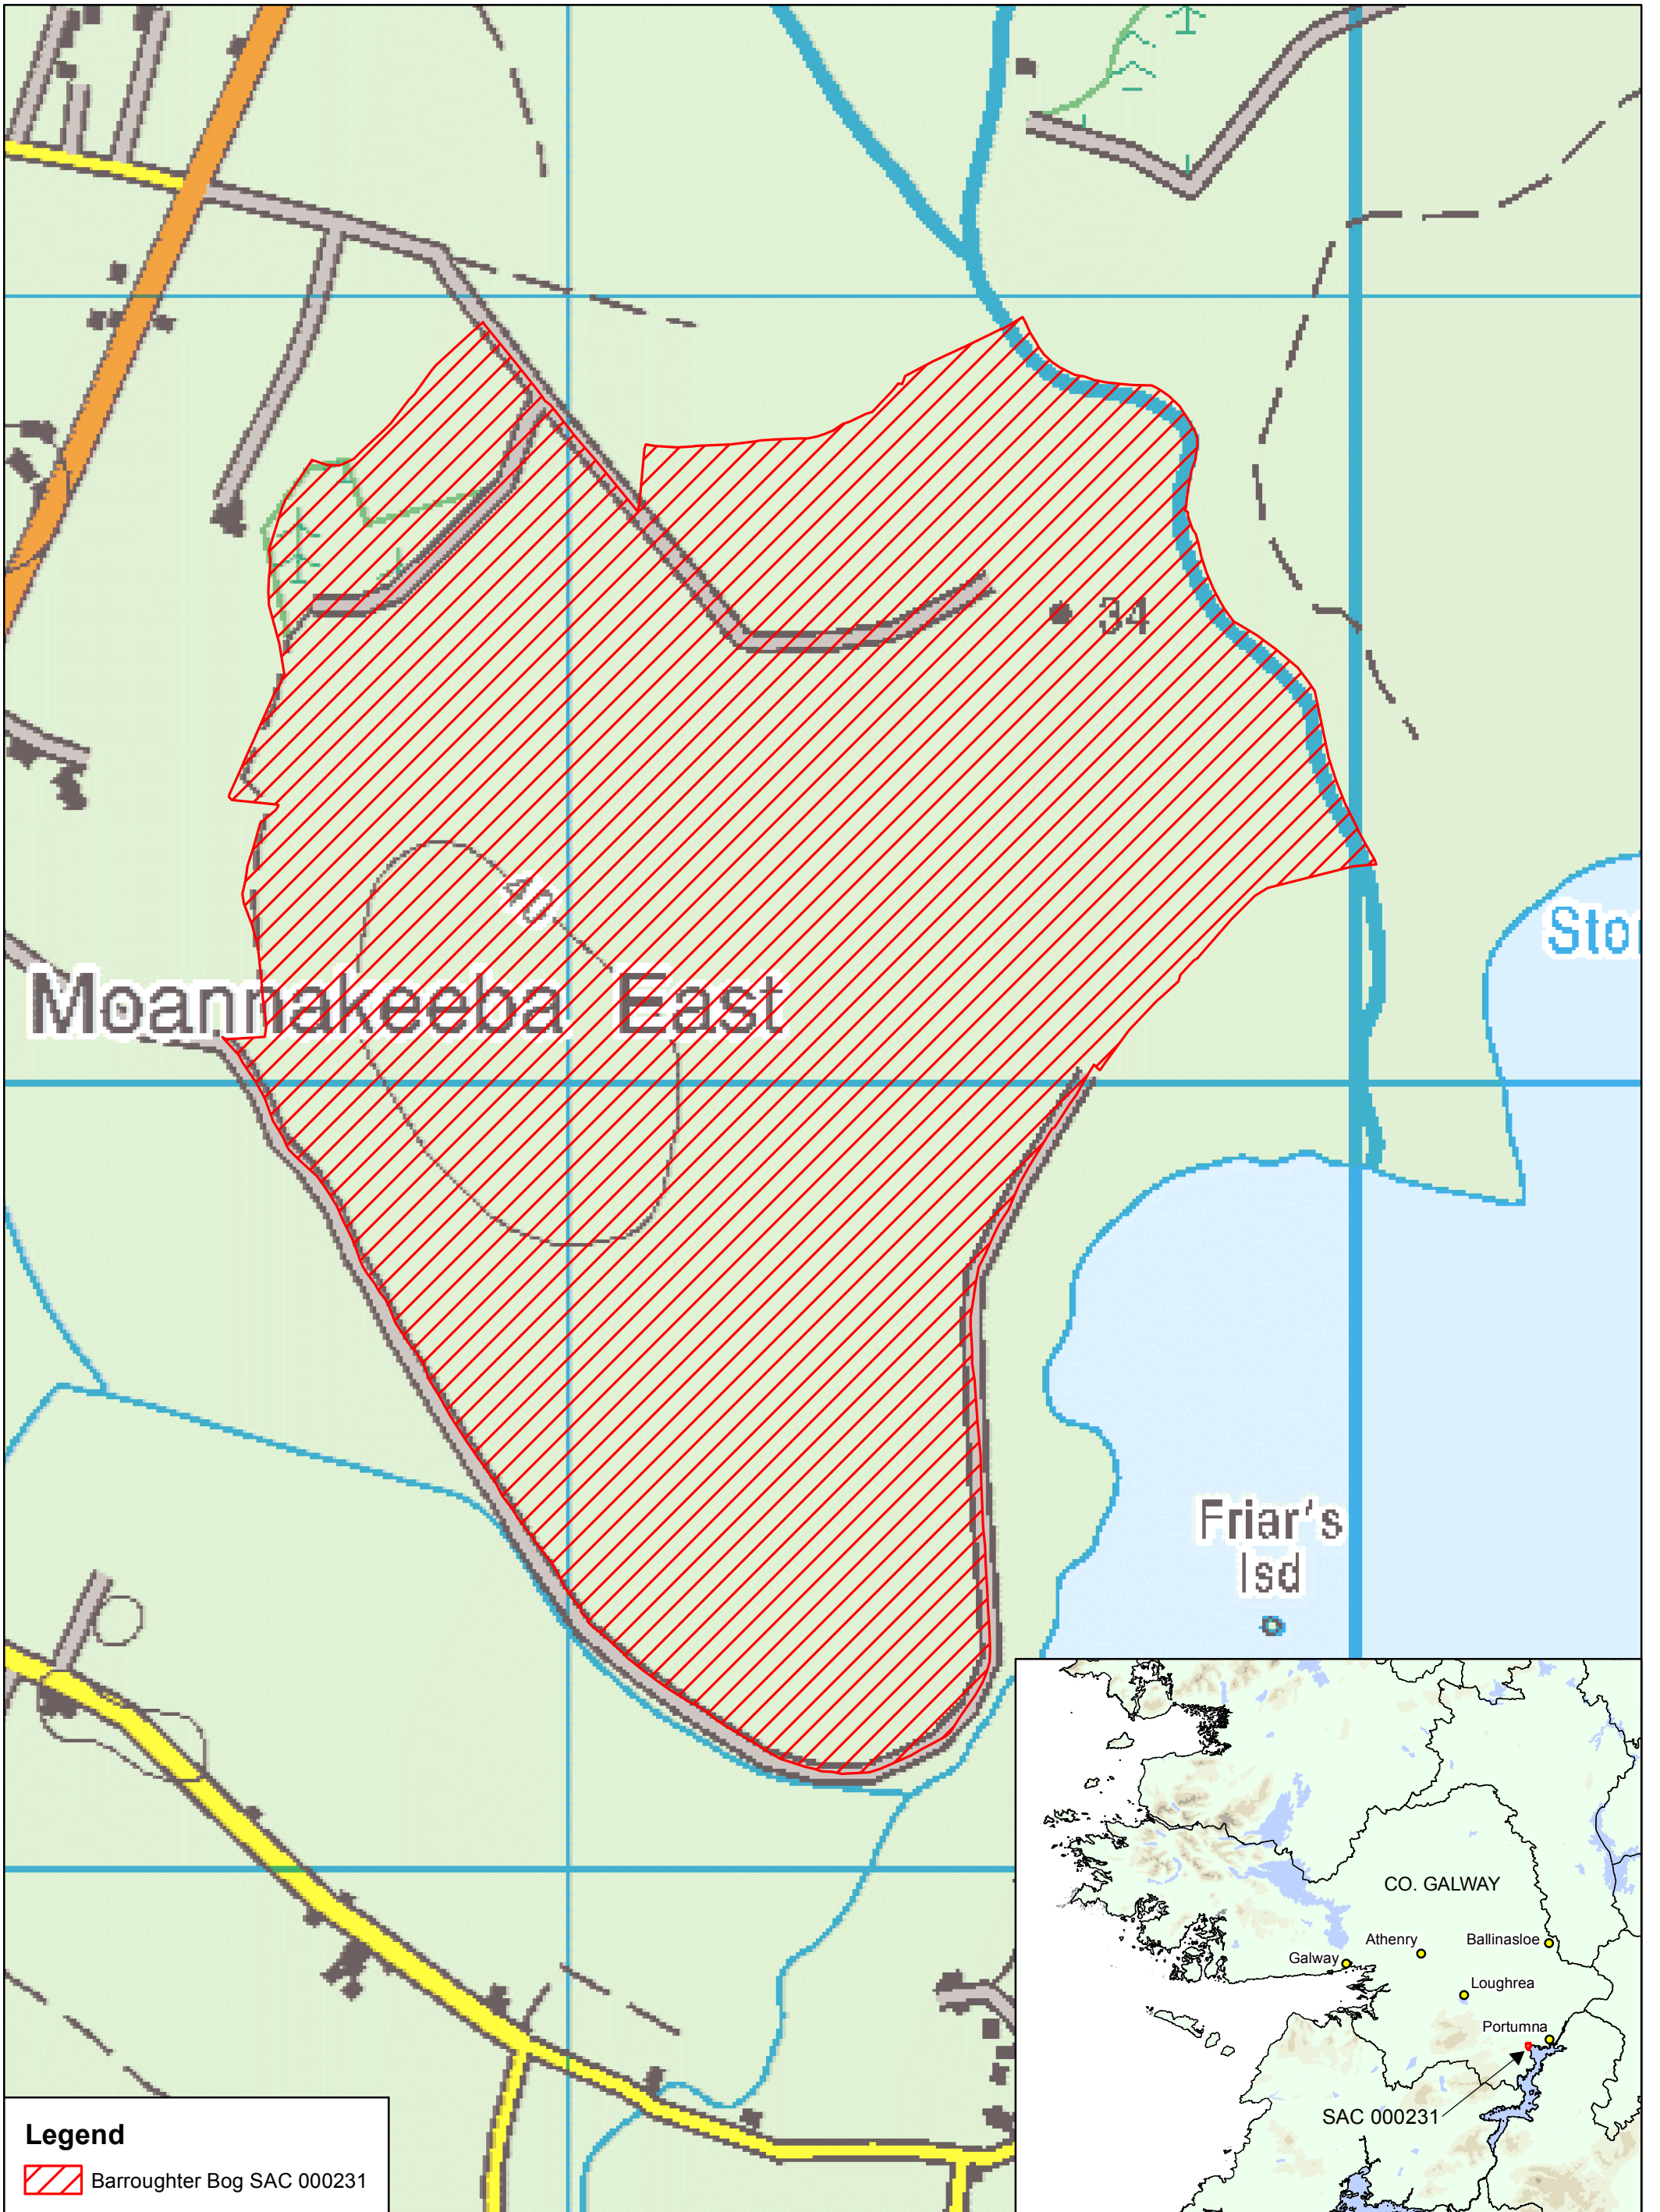 34
40
Sto
Moannakeeba East
Friar's
Isd
CO. GALWAY
Athenry
Ballinasloe
Galway
Loughrea
Portumna
SAC 000231
Legend
Barroughter Bog SAC 000231